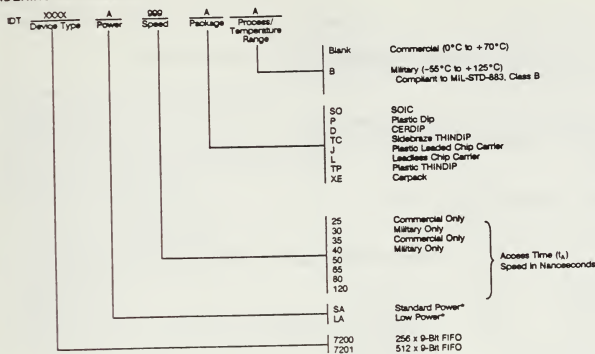 IDT XXXX A 999 A A
Device Type Power Speed Package Process/
Temperature
Range
Blank Commercial (0°C to +70°C)
B Military (-55°C to +125°C)
Compliant to MIL-STD-883, Class B
SO SOIC
P Plastic Dip
D CERDIP
TC Sidebraze THINDIP
J Plastic Leaded Chip Carrier
L Leadless Chip Carrier
TP Plastic THINDIP
XE Cerpack
25 Commercial Only
30 Military Only
35 Commercial Only
40 Military Only
50
65
80
120
Access Time (tA)
Speed in Nanoseconds
SA Standard Power*
LA Low Power*
7200 256 x 9-Bit FIFO
7201 512 x 9-Bit FIFO